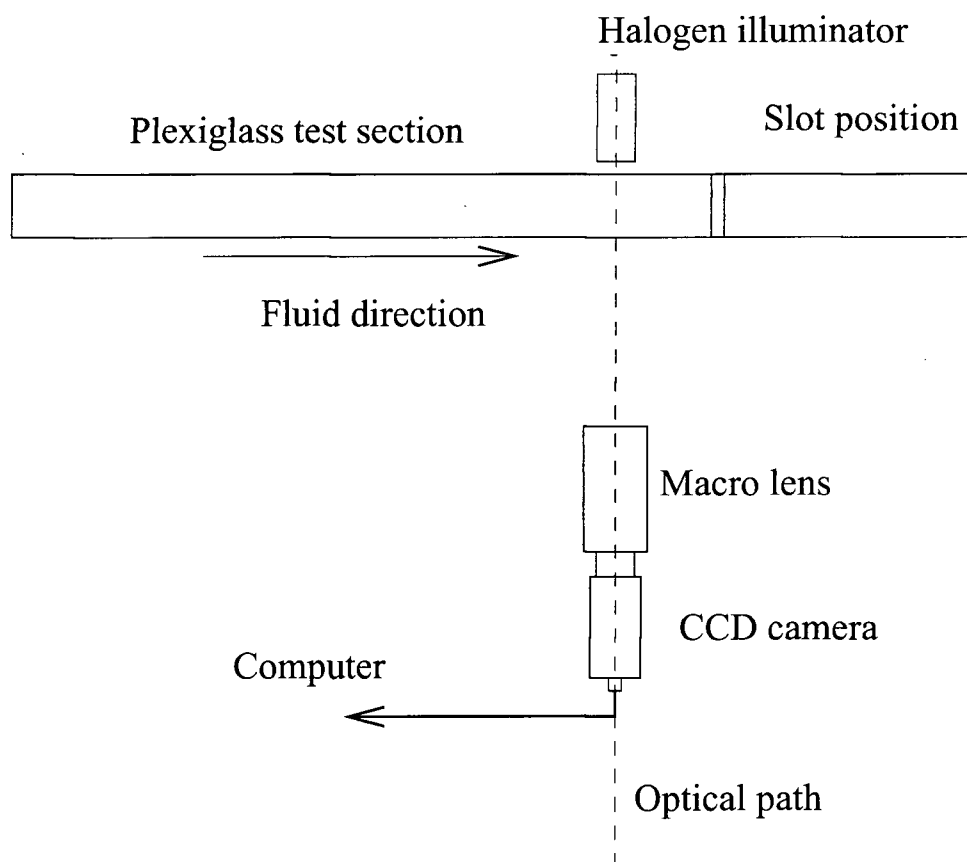 Halogen illuminator
Plexiglass test section
Slot position
Fluid direction
Macro lens
CCD camera
Computer
Optical path